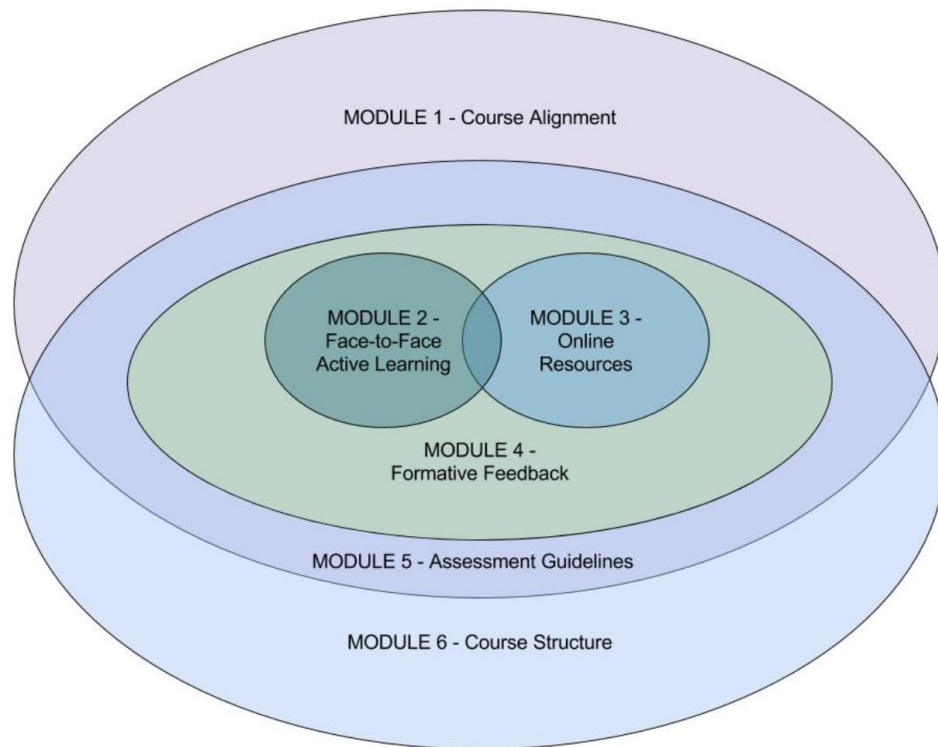 MODULE 1 - Course Alignment
MODULE 2 -
Face-to-Face
Active Learning
MODULE 3 -
Online
Resources
MODULE 4 -
Formative Feedback
MODULE 5 - Assessment Guidelines
MODULE 6 - Course Structure